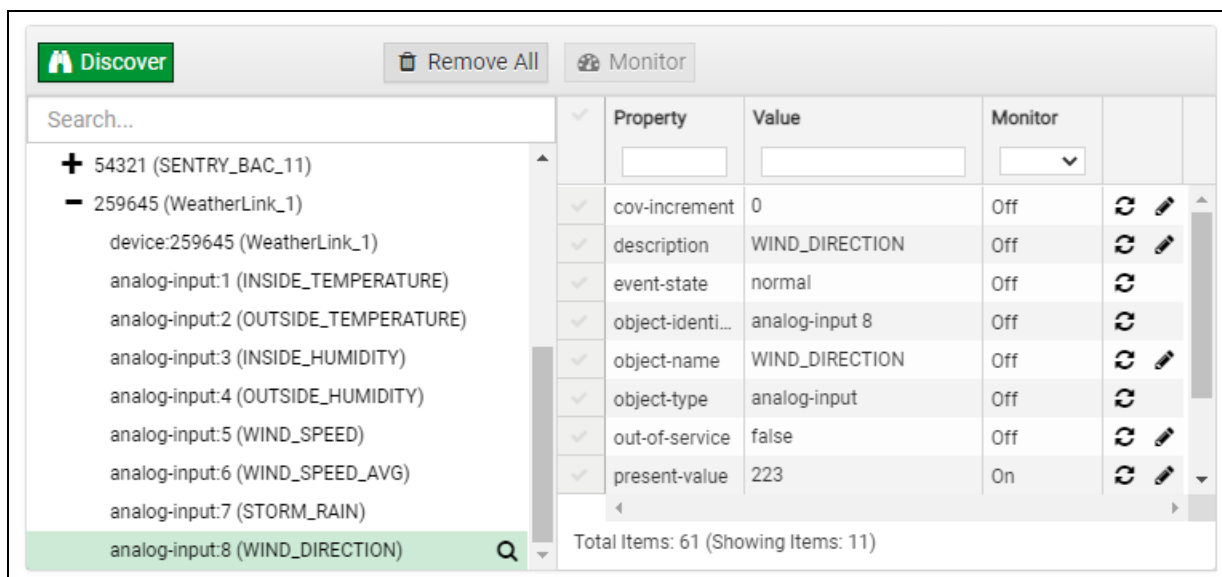 Discover
Remove All
Monitor
Search...
54321 (SENTRY_BAC_11)
259645 (WeatherLink_1)
device:259645 (WeatherLink_1)
analog-input:1 (INSIDE_TEMPERATURE)
analog-input:2 (OUTSIDE_TEMPERATURE)
analog-input:3 (INSIDE_HUMIDITY)
analog-input:4 (OUTSIDE_HUMIDITY)
analog-input:5 (WIND_SPEED)
analog-input:6 (WIND_SPEED_AVG)
analog-input:7 (STORM_RAIN)
analog-input:8 (WIND_DIRECTION)
Property Value Monitor
cov-increment 0 Off
description WIND_DIRECTION Off
event-state normal Off
object-identi... analog-input 8 Off
object-name WIND_DIRECTION Off
object-type analog-input Off
out-of-service false Off
present-value 223 On
Total Items: 61 (Showing Items: 11)